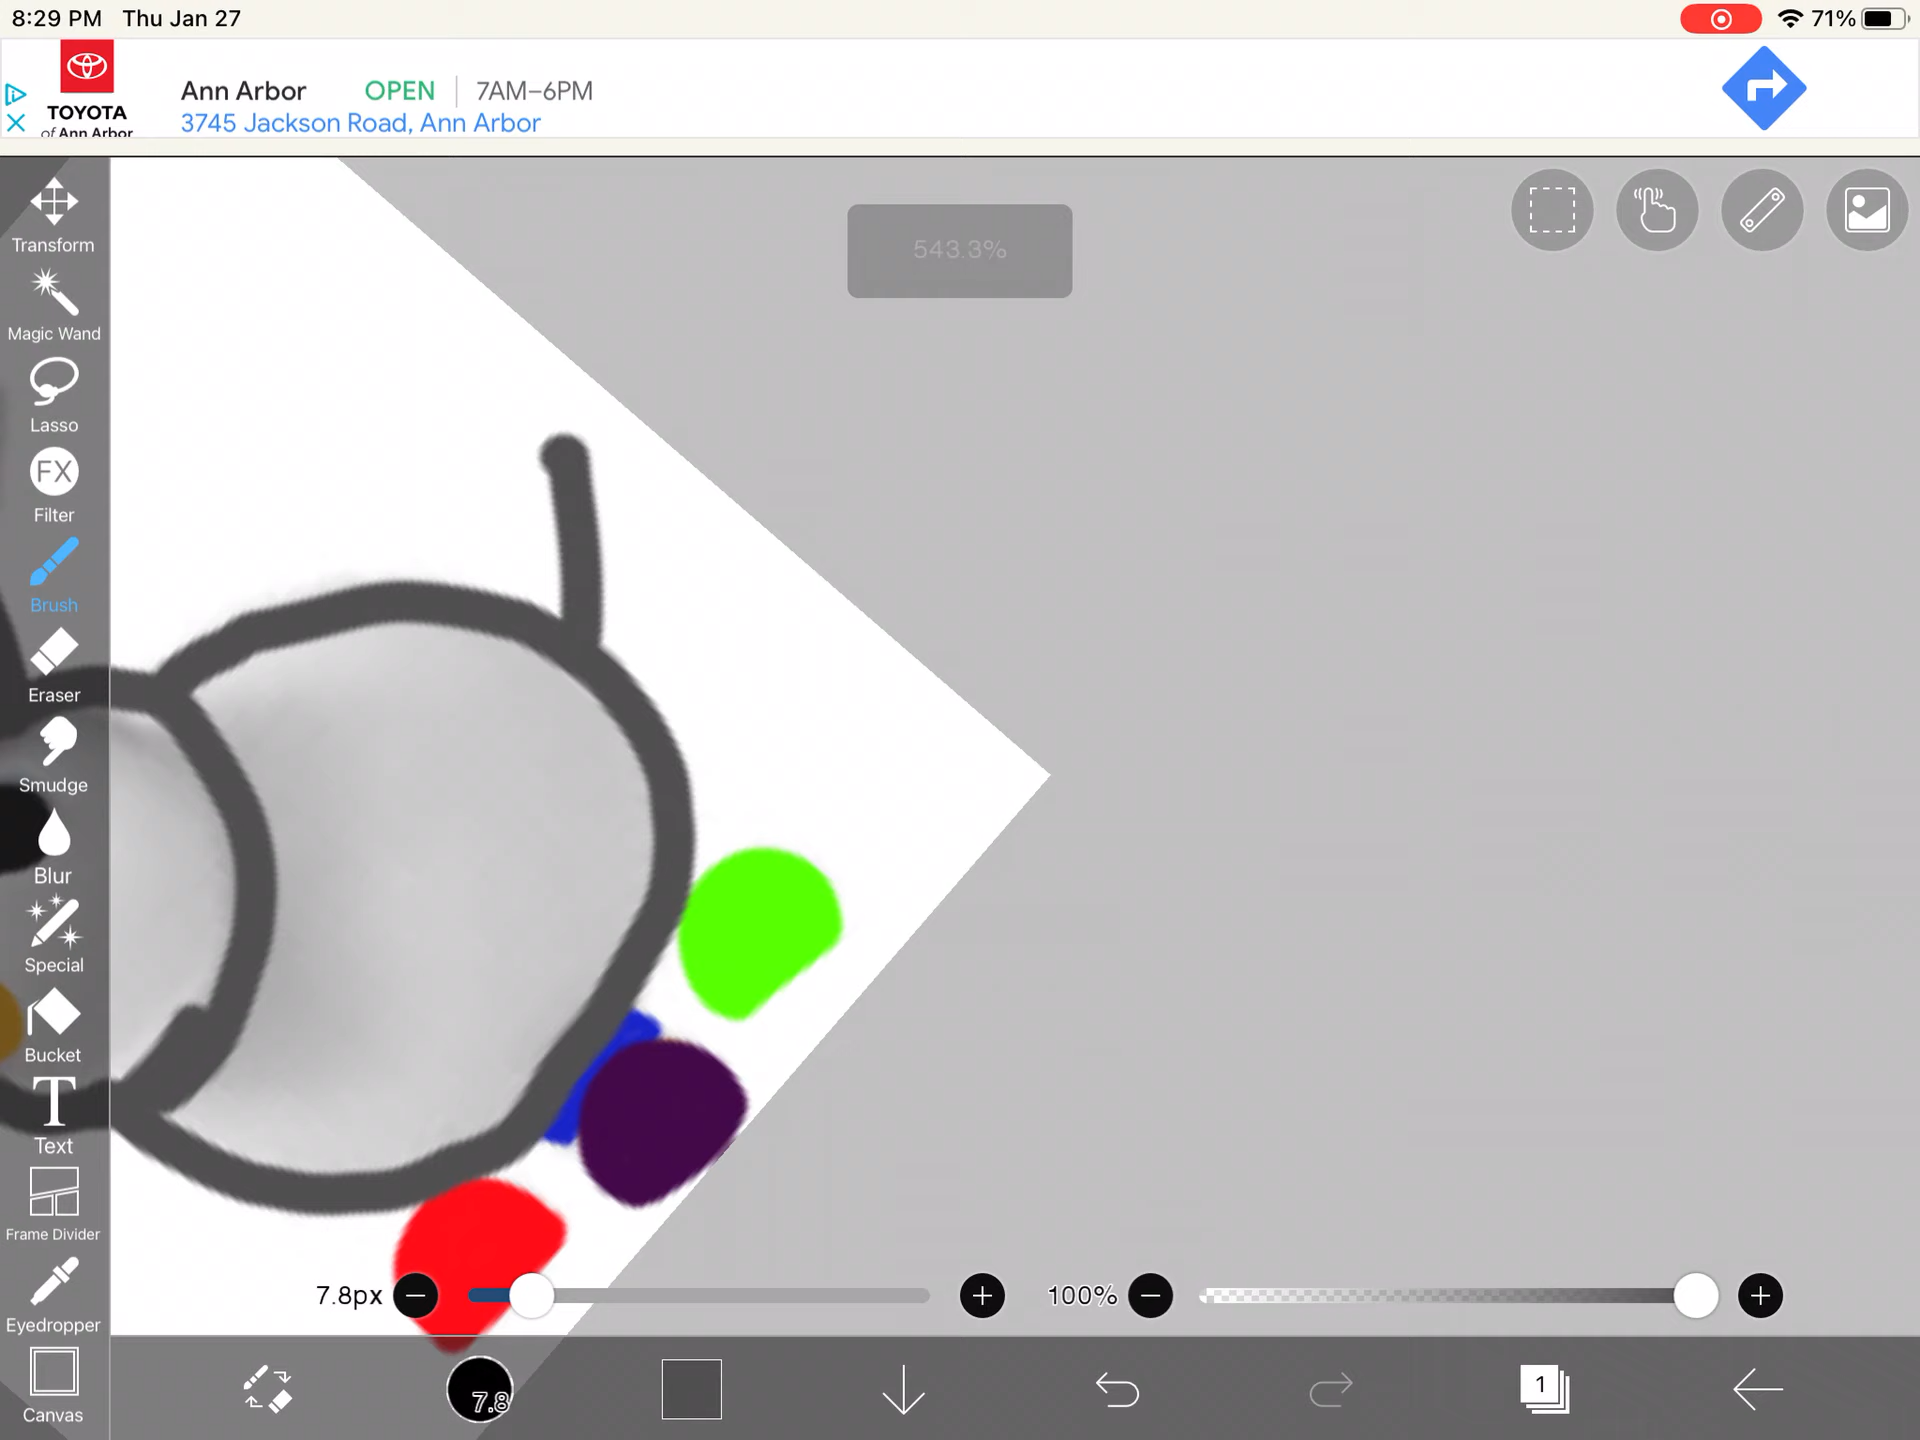 8:29 PM Thu Jan 27
71%
TOYOTA
of Ann Arbor
Ann Arbor OPEN 7AM–6PM
3745 Jackson Road, Ann Arbor
543.3%
Transform
Magic Wand
Lasso
FX
Filter
Brush
Eraser
Smudge
Blur
Special
Bucket
T
Text
Frame Divider
Eyedropper
Canvas
7.8px
100%
7.8
1